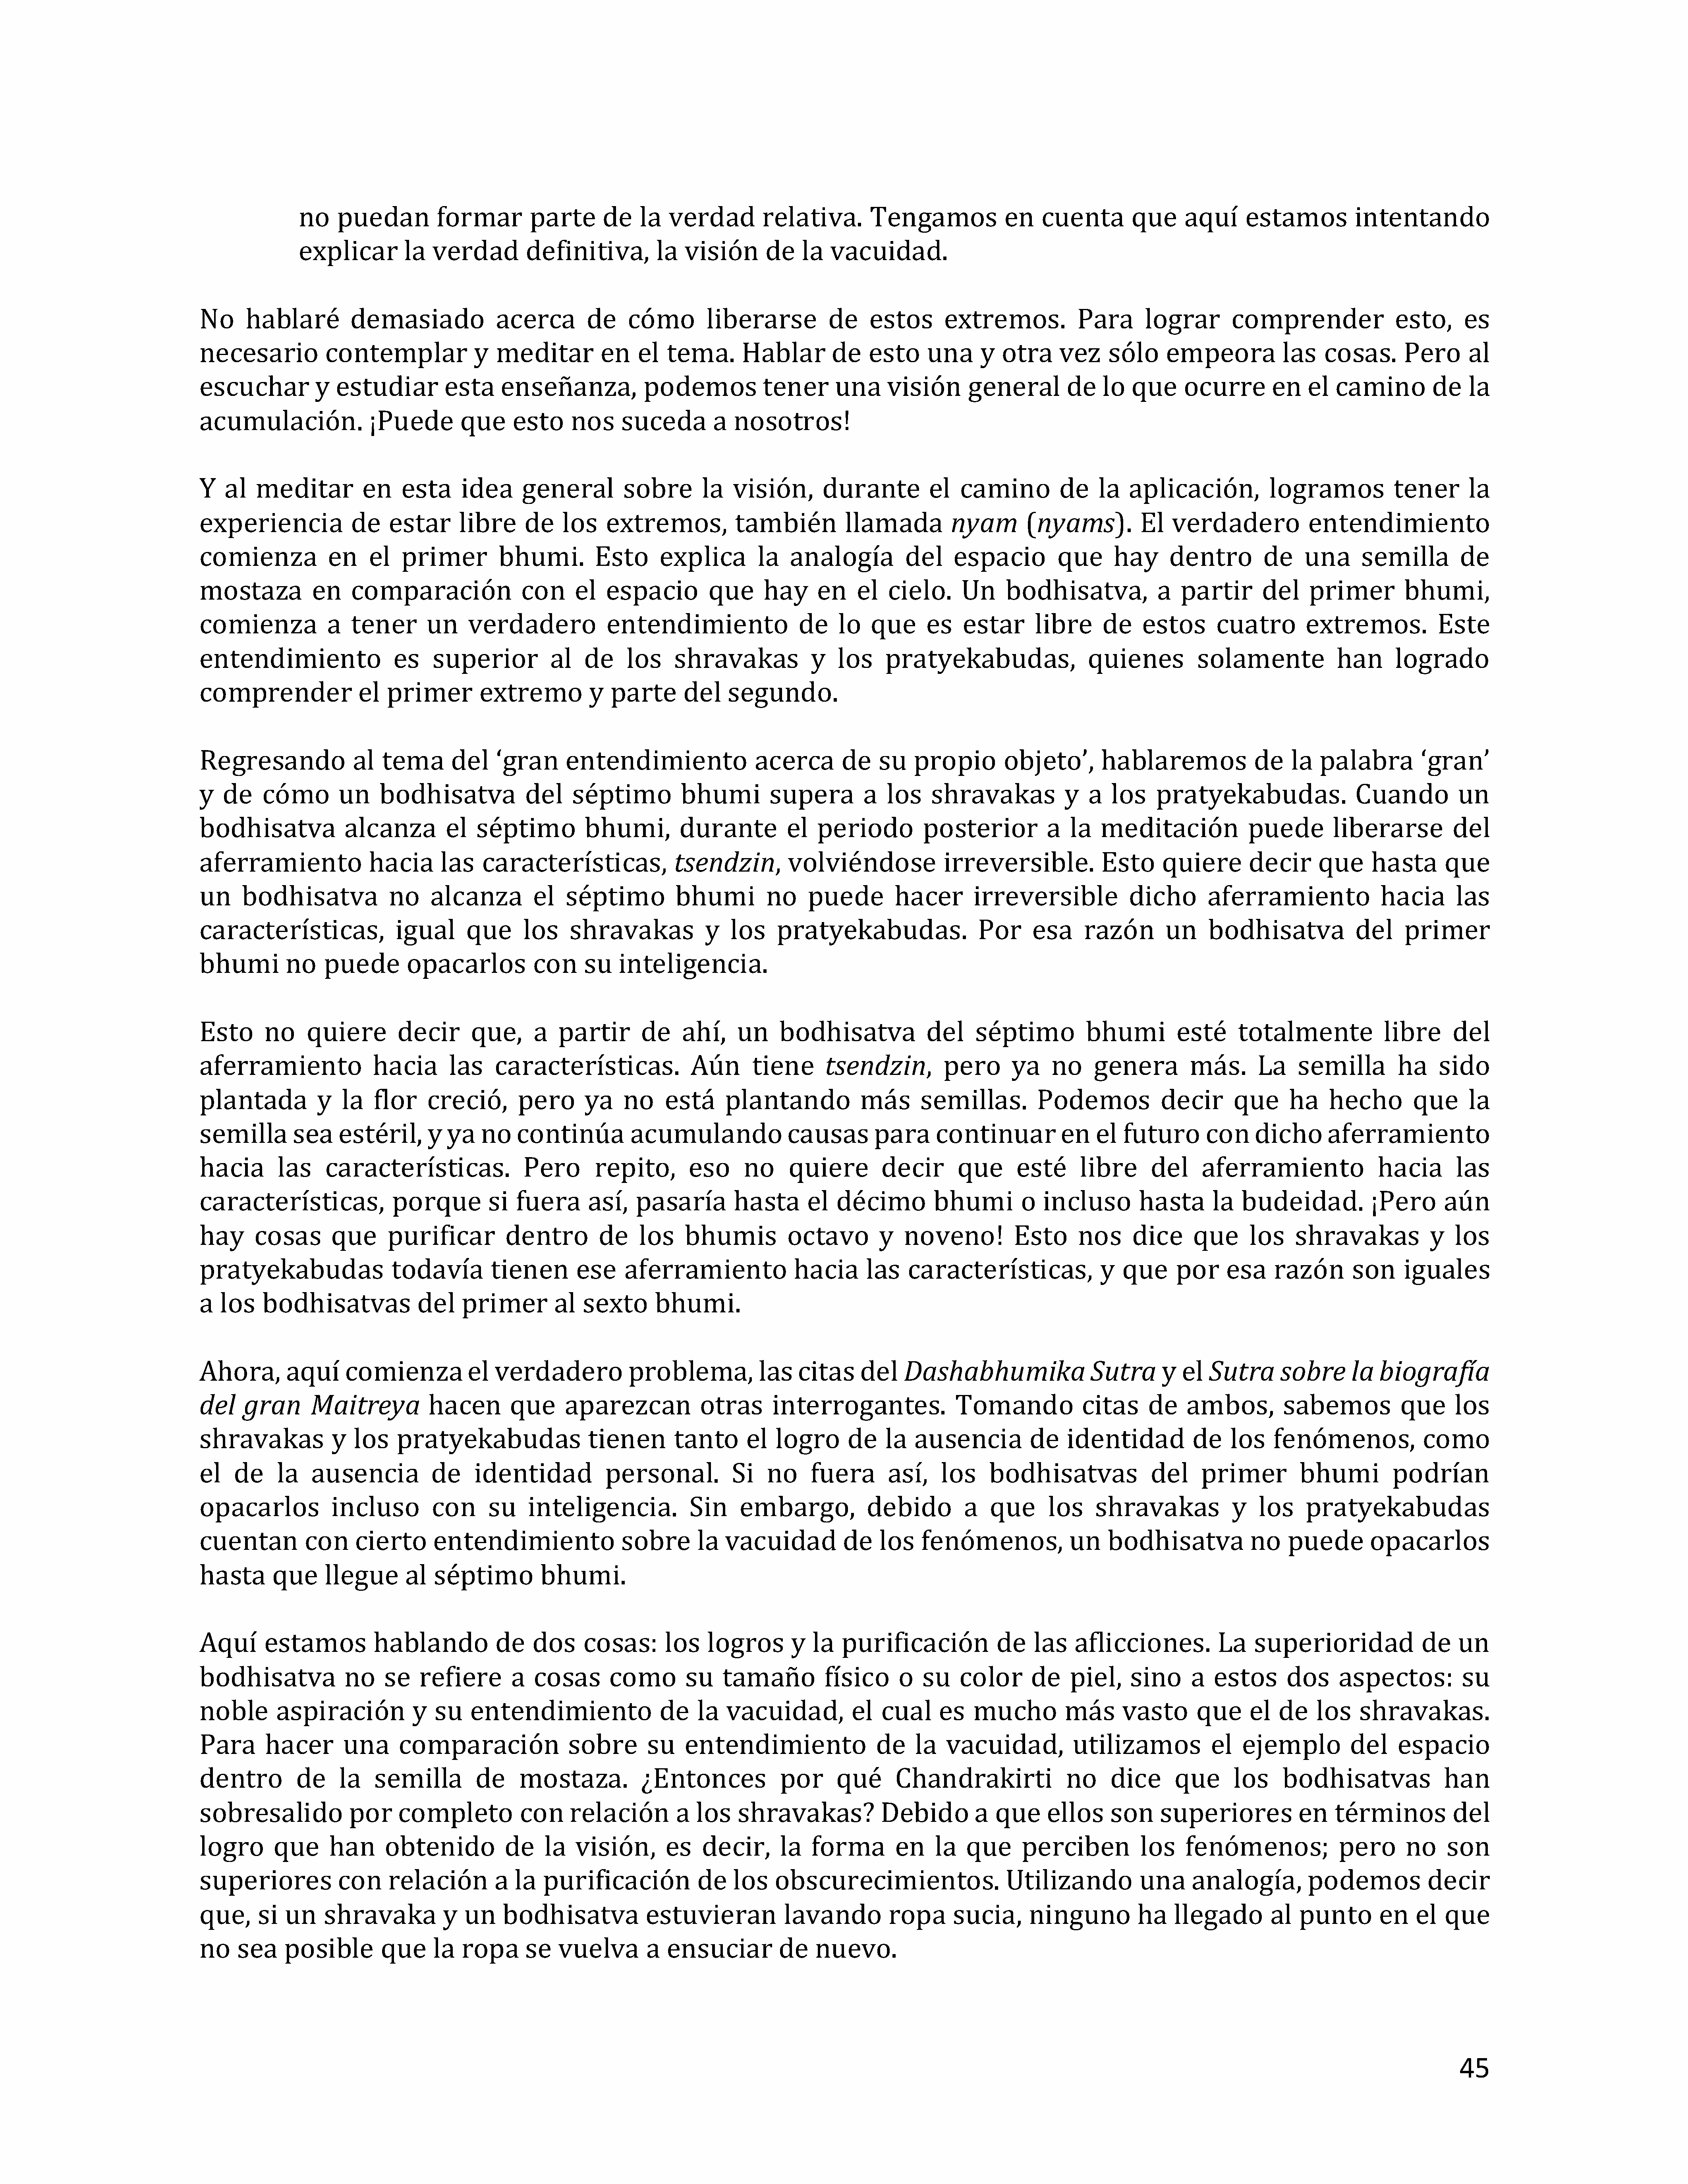 no puedan formar parte de la verdad relativa. Tengamos en cuenta que aquí estamos intentando
explicar la verdad definitiva, la visión de la vacuidad.
No hablaré demasiado acerca de cómo liberarse de estos extremos. Para lograr comprender esto, es
necesario contemplar y meditar en el tema. Hablar de esto una y otra vez sólo empeora las cosas. Pero al
escuchar y estudiar esta enseñanza, podemos tener una visión general de lo que ocurre en el camino de la
acumulación. ¡Puede que esto nos suceda a nosotros!
Y al meditar en esta idea general sobre la visión, durante el camino de la aplicación, logramos tener la
experiencia de estar libre de los extremos, también llamada nyam (nyams). El verdadero entendimiento
comienza en el primer bhumi. Esto explica la analogía del espacio que hay dentro de una semilla de
mostaza en comparación con el espacio que hay en el cielo. Un bodhisatva, a partir del primer bhumi,
comienza a tener un verdadero entendimiento de lo que es estar libre de estos cuatro extremos. Este
entendimiento es superior al de los shravakas y los pratyekabudas, quienes solamente han logrado
comprender el primer extremo y parte del segundo.
Regresando al tema del ‘gran entendimiento acerca de su propio objeto’, hablaremos de la palabra ‘gran’
y de cómo un bodhisatva del séptimo bhumi supera a los shravakas y a los pratyekabudas. Cuando un
bodhisatva alcanza el séptimo bhumi, durante el periodo posterior a la meditación puede liberarse del
aferramiento hacia las características, tsendzin, volviéndose irreversible. Esto quiere decir que hasta que
un bodhisatva no alcanza el séptimo bhumi no puede hacer irreversible dicho aferramiento hacia las
características, igual que los shravakas y los pratyekabudas. Por esa razón un bodhisatva del primer
bhumi no puede opacarlos con su inteligencia.
Esto no quiere decir que, a partir de ahí, un bodhisatva del séptimo bhumi esté totalmente libre del
aferramiento hacia las características. Aún tiene tsendzin, pero ya no genera más. La semilla ha sido
plantada y la flor creció, pero ya no está plantando más semillas. Podemos decir que ha hecho que la
semilla sea estéril, y ya no continúa acumulando causas para continuar en el futuro con dicho aferramiento
hacia las características. Pero repito, eso no quiere decir que esté libre del aferramiento hacia las
características, porque si fuera así, pasaría hasta el décimo bhumi o incluso hasta la budeidad. ¡Pero aún
hay cosas que purificar dentro de los bhumis octavo y noveno! Esto nos dice que los shravakas y los
pratyekabudas todavía tienen ese aferramiento hacia las características, y que por esa razón son iguales
a los bodhisatvas del primer al sexto bhumi.
Ahora, aquí comienza el verdadero problema, las citas del Dashabhumika Sutra y el Sutra sobre la biografía
del gran Maitreya hacen que aparezcan otras interrogantes. Tomando citas de ambos, sabemos que los
shravakas y los pratyekabudas tienen tanto el logro de la ausencia de identidad de los fenómenos, como
el de la ausencia de identidad personal. Si no fuera así, los bodhisatvas del primer bhumi podrían
opacarlos incluso con su inteligencia. Sin embargo, debido a que los shravakas y los pratyekabudas
cuentan con cierto entendimiento sobre la vacuidad de los fenómenos, un bodhisatva no puede opacarlos
hasta que llegue al séptimo bhumi.
Aquí estamos hablando de dos cosas: los logros y la purificación de las aflicciones. La superioridad de un
bodhisatva no se refiere a cosas como su tamaño físico o su color de piel, sino a estos dos aspectos: su
noble aspiración y su entendimiento de la vacuidad, el cual es mucho más vasto que el de los shravakas.
Para hacer una comparación sobre su entendimiento de la vacuidad, utilizamos el ejemplo del espacio
dentro de la semilla de mostaza. ¿Entonces por qué Chandrakirti no dice que los bodhisatvas han
sobresalido por completo con relación a los shravakas? Debido a que ellos son superiores en términos del
logro que han obtenido de la visión, es decir, la forma en la que perciben los fenómenos; pero no son
superiores con relación a la purificación de los obscurecimientos. Utilizando una analogía, podemos decir
que, si un shravaka y un bodhisatva estuvieran lavando ropa sucia, ninguno ha llegado al punto en el que
no sea posible que la ropa se vuelva a ensuciar de nuevo.
45